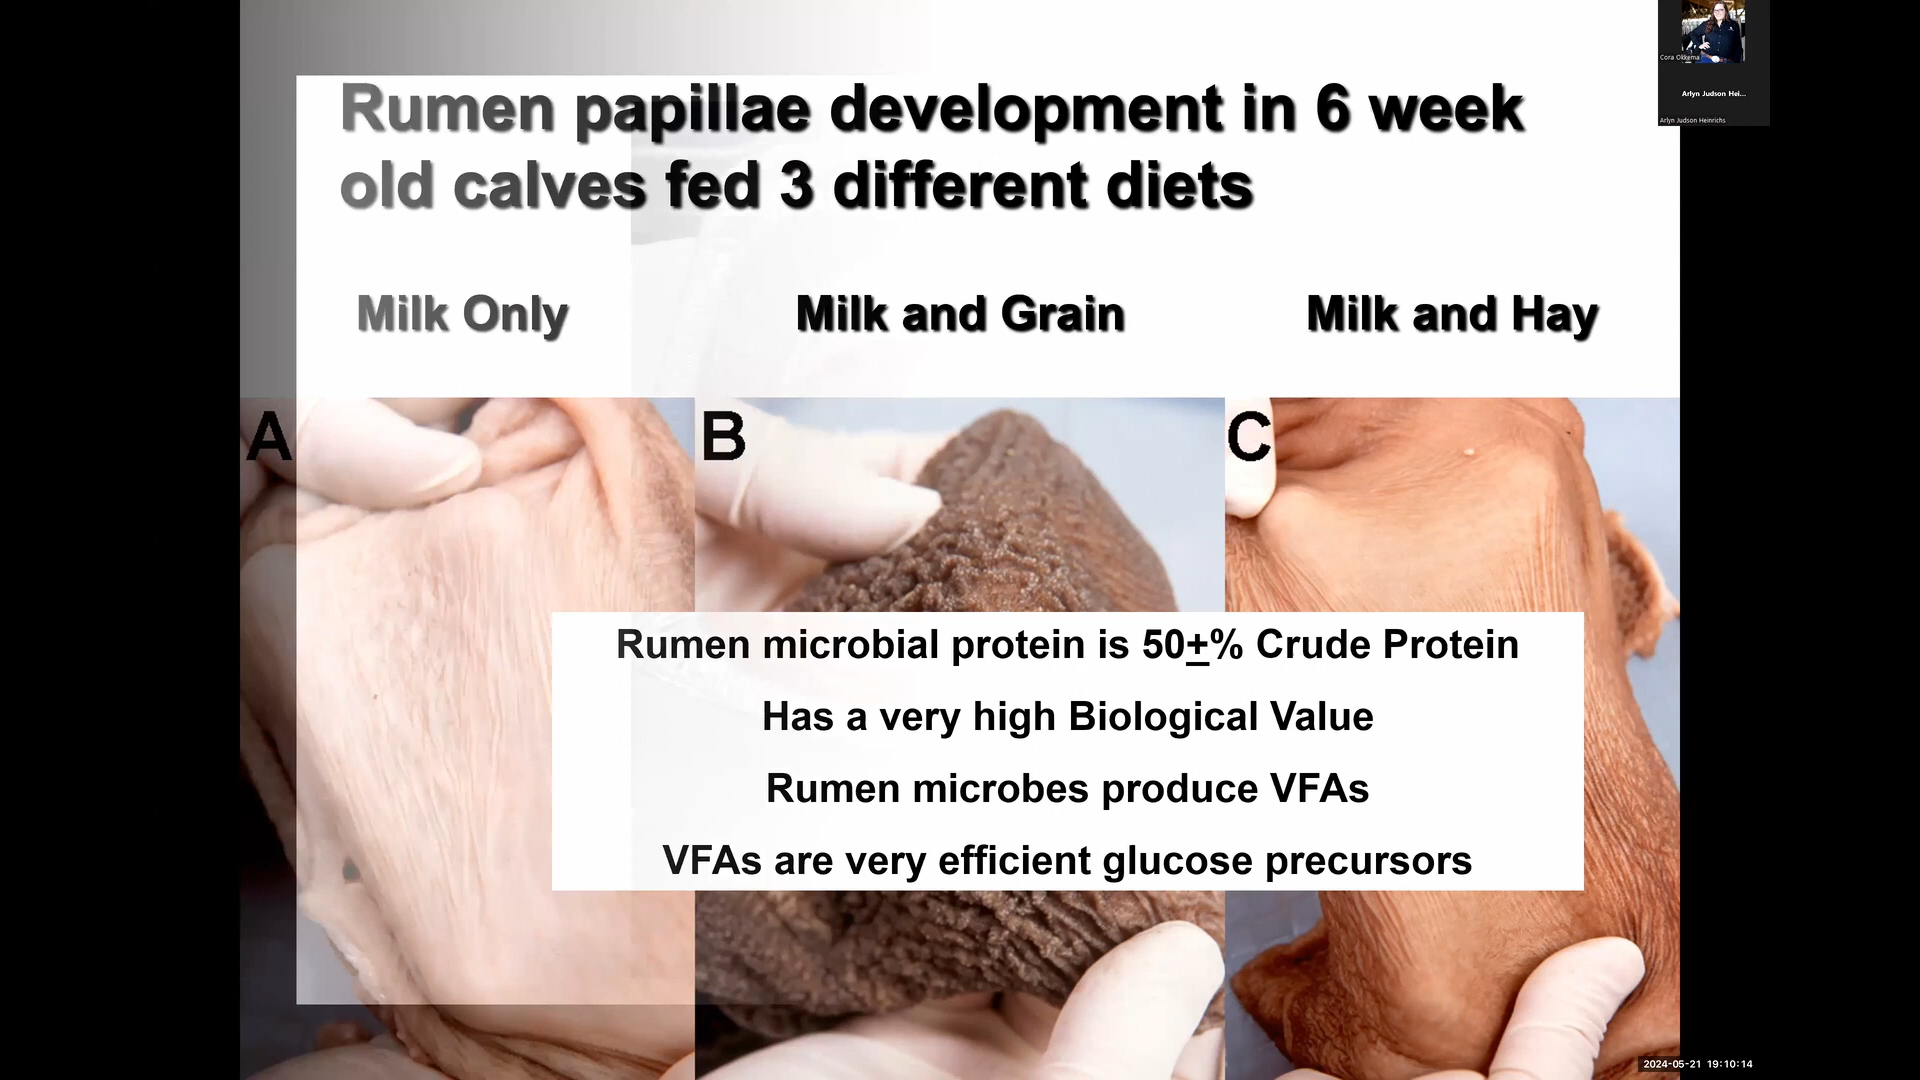 Cora Okkema
Arlyn Judson Hei...
Arlyn Judson Heinrichs
Rumen papillae development in 6 week
old calves fed 3 different diets
Milk Only
Milk and Grain
Milk and Hay
A
B
C
Rumen microbial protein is 50±% Crude Protein
Has a very high Biological Value
Rumen microbes produce VFAs
VFAs are very efficient glucose precursors
2024-05-21 19:10:14